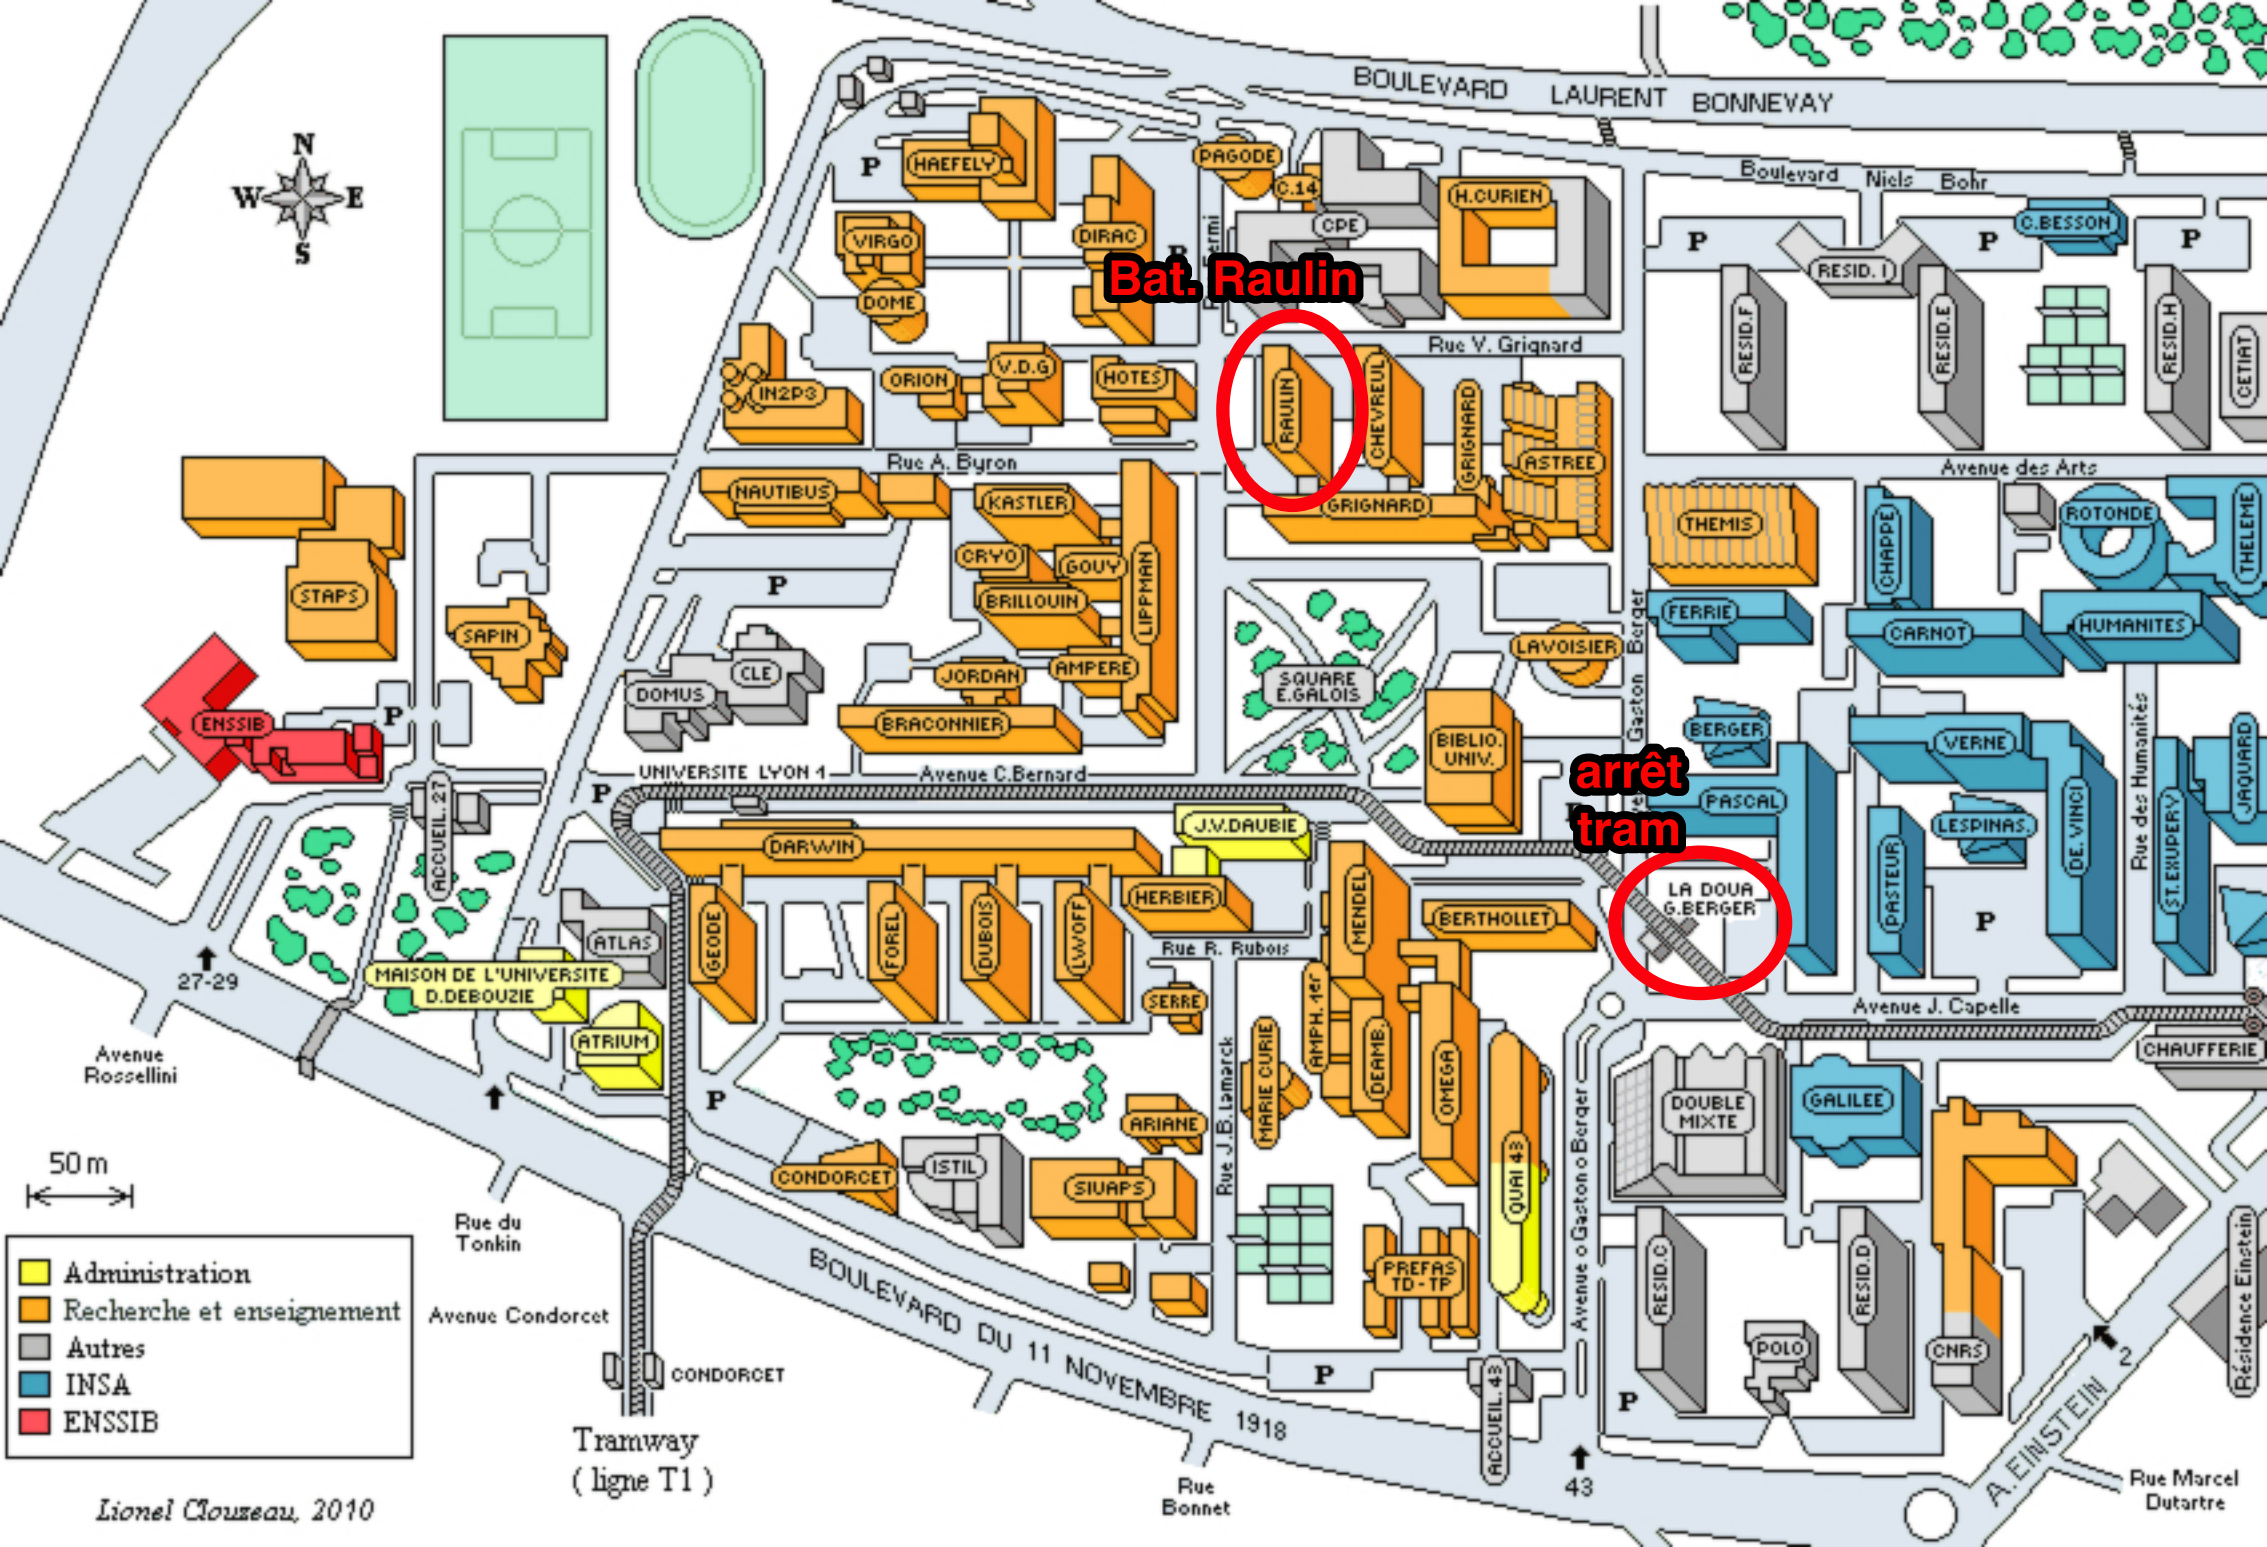 BOULEVARD LAURENT BONNEVAY
Boulevard Niels Bohr
N
W E
S
P
HAEFELY
PAGODE
C.14
CPE
H.CURIEN
C.BESSON
P
P
P
VIRGO
DIRAC
Bat. Raulin
RESID. I
DOME
RESID.F
RESID.E
RESID.H
CETIAT
Rue V. Grignard
IN2P3
ORION
V.D.G
HOTES
RAULIN
CHEVREUL
GRIGNARD
ASTREE
Rue A. Byron
Avenue des Arts
NAUTIBUS
KASTLER
GRIGNARD
THEMIS
CHAPPE
ROTONDE
THELEME
CRYO
GOUY
LIPPMAN
BRILLOUIN
P
STAPS
SAPIN
FERRIE
CARNOT
HUMANITES
LAVOISIER
Gaston Berger
DOMUS
CLE
JORDAN
AMPERE
SQUARE
E.GALOIS
ENSSIB
P
BRACONNIER
BIBLIO.
UNIV.
BERGER
VERNE
Rue des Humanités
JAQUARD
UNIVERSITE LYON 1
Avenue C.Bernard
arrêt
tram
P
PASCAL
LESPINAS.
DE.VINCI
ST.EXUPERY
PASTEUR
P
ACCUEIL.27
DARWIN
J.V.DAUBIE
HERBIER
MENDEL
BERTHOLLET
LA DOUA
G.BERGER
ATLAS
GEODE
FOREL
DUBOIS
LWOFF
Rue R. Rubois
27-29
MAISON DE L'UNIVERSITE
D.DEBOUZIE
ATRIUM
SERRE
AMPH. 1er
DEAMB.
OMEGA
Avenue J. Capelle
CHAUFFERIE
Avenue
Rossellini
P
MARIE CURIE
Rue J.B.Lamarck
ARIANE
QUAI 43
Avenue Gaston Berger
DOUBLE
MIXTE
GALILEE
50 m
CONDORCET
ISTIL
SIUAPS
Rue du
Tonkin
PREFAS
TD-TP
RESID.C
RESID.D
POLO
CNRS
Résidence Einstein
Administration
Recherche et enseignement
Autres
INSA
ENSSIB
Avenue Condorcet
CONDORCET
BOULEVARD DU 11 NOVEMBRE 1918
P
ACCUEIL.43
P
2
A.EINSTEIN
Tramway
( ligne T1 )
Rue
Bonnet
43
Rue Marcel
Dutartre
Lionel Clouzeau, 2010